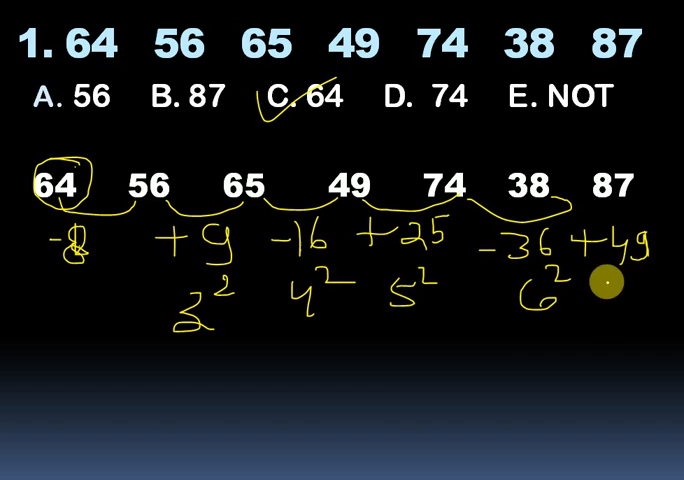 1. 64 56 65 49 74 38 87
A. 56 B. 87 C. 64 D. 74 E. NOT
64 56 65 49 74 38 87
+9 -16 +25 -36 +49
3² 4² 5² 6²